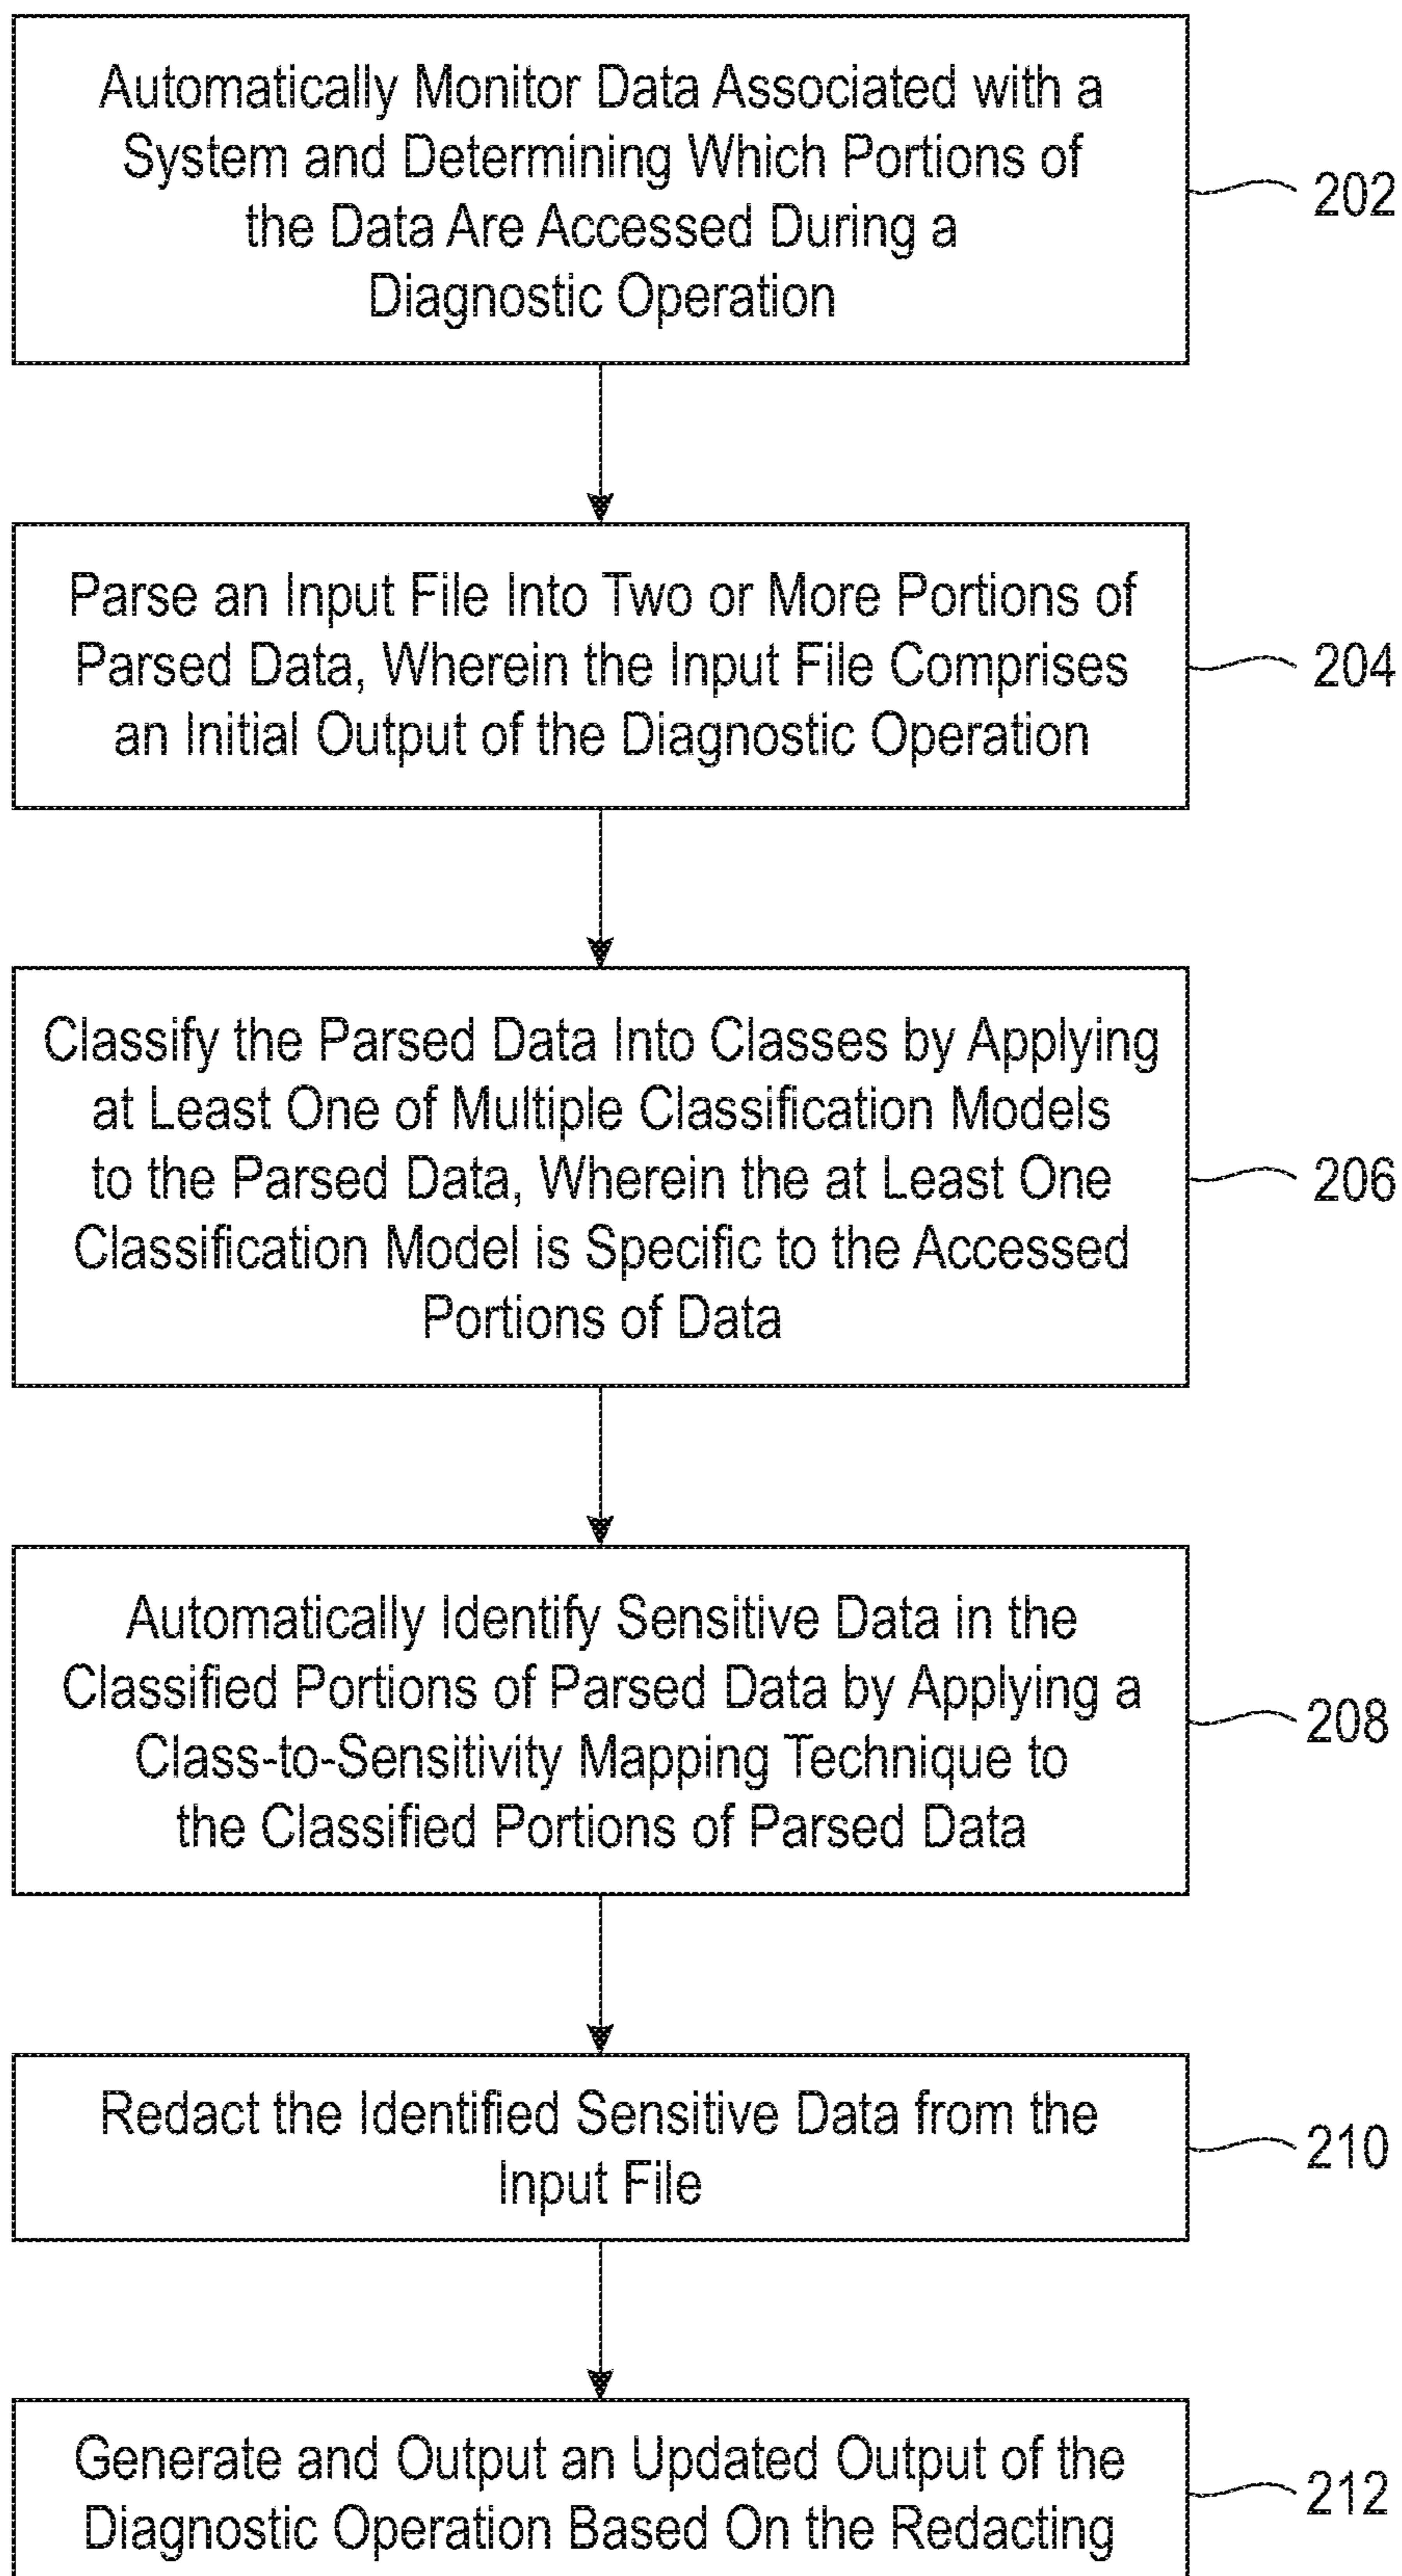 Automatically Monitor Data Associated with a
System and Determining Which Portions of
the Data Are Accessed During a
Diagnostic Operation
202
Parse an Input File Into Two or More Portions of
Parsed Data, Wherein the Input File Comprises
an Initial Output of the Diagnostic Operation
204
Classify the Parsed Data Into Classes by Applying
at Least One of Multiple Classification Models
to the Parsed Data, Wherein the at Least One
Classification Model is Specific to the Accessed
Portions of Data
206
Automatically Identify Sensitive Data in the
Classified Portions of Parsed Data by Applying a
Class-to-Sensitivity Mapping Technique to
the Classified Portions of Parsed Data
208
Redact the Identified Sensitive Data from the
Input File
210
Generate and Output an Updated Output of the
Diagnostic Operation Based On the Redacting
212